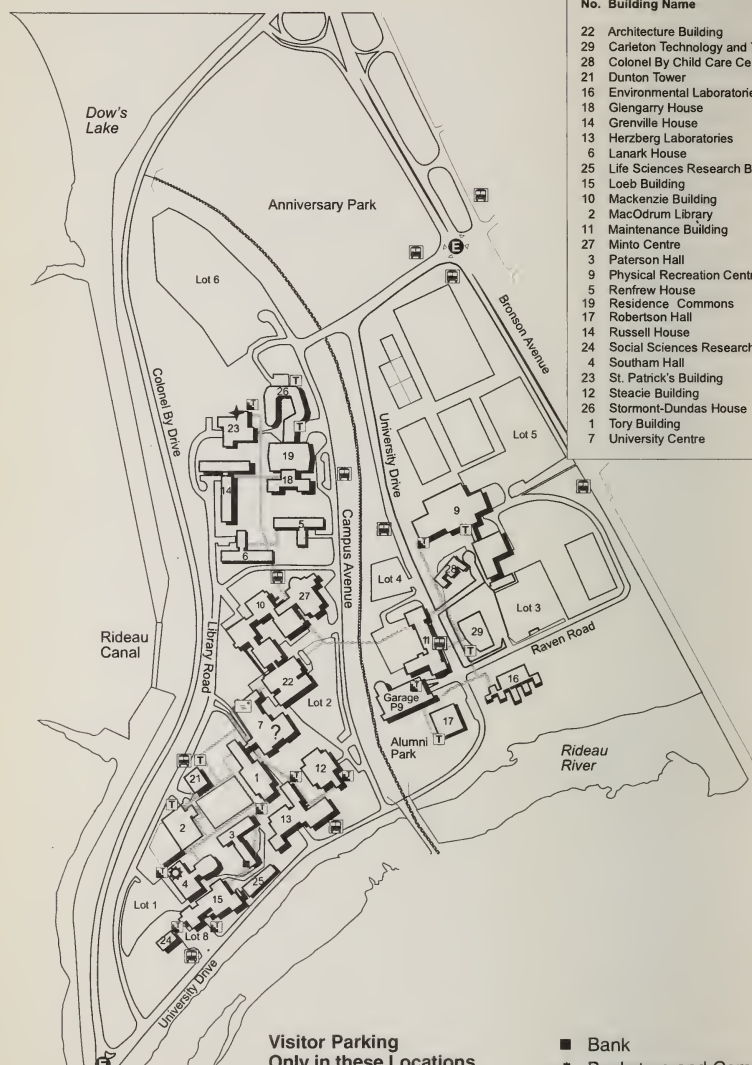 No. Building Name
22 Architecture Building
29 Carleton Technology and
28 Colonel By Child Care Ce
21 Dunton Tower
16 Environmental Laboratorie
18 Glengarry House
14 Grenville House
13 Herzberg Laboratories
6 Lanark House
25 Life Sciences Research B
15 Loeb Building
10 Mackenzie Building
2 MacOdrum Library
11 Maintenance Building
27 Minto Centre
3 Paterson Hall
9 Physical Recreation Centr
5 Renfrew House
19 Residence Commons
17 Robertson Hall
14 Russell House
24 Social Sciences Research
4 Southam Hall
23 St. Patrick's Building
12 Steacie Building
26 Stormont-Dundas House
1 Tory Building
7 University Centre
Dow's
Lake
Anniversary Park
E
Lot 6
Bronson Avenue
Colonel By Drive
T
26
23
T
19
18
14
5
6
University Drive
Lot 5
9
T
Campus Avenue
Lot 4
28
Lot 3
29
T
Raven Road
27
10
11
Rideau
Canal
Library Road
22
Lot 2
16
Garage
P9
17
T
Alumni
Park
Rideau
River
7
?
12
T
21
1
13
T
2
3
4
25
15
Lot 1
Lot 8
24
University Drive
E
Visitor Parking
Only in these Locations
Bank